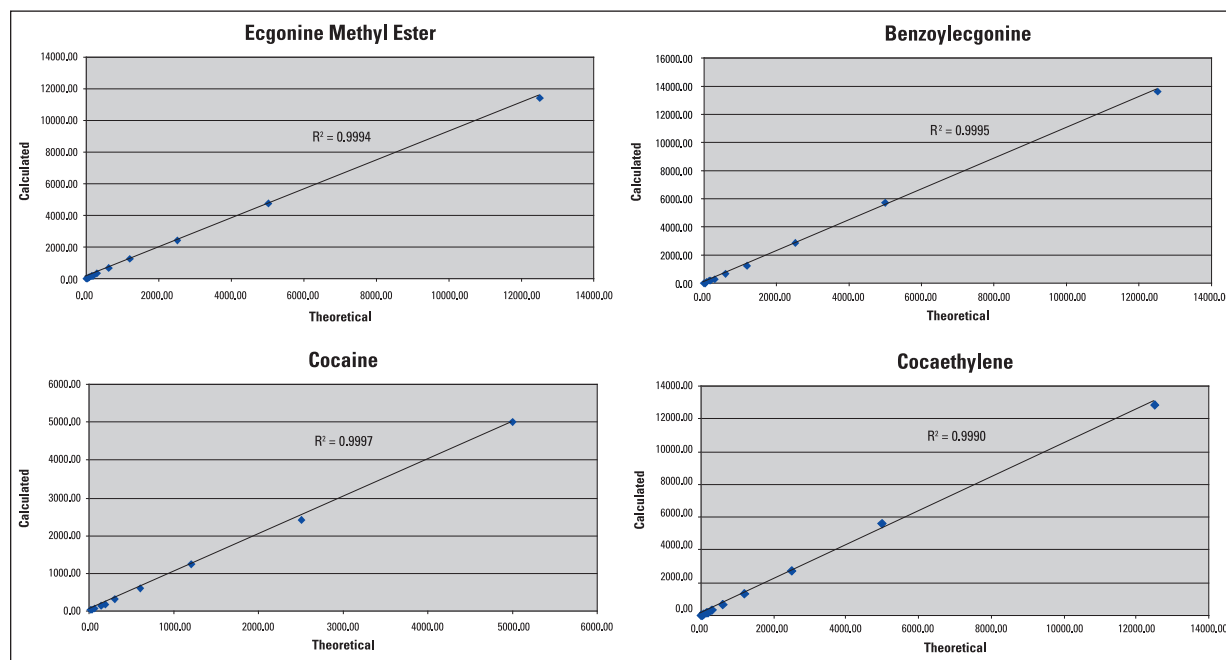 Ecgonine Methyl Ester
14000.00
12000.00
10000.00
8000.00
6000.00
4000.00
2000.00
0.00
Calculated
R² = 0.9994
0.00 2000.00 4000.00 6000.00 8000.00 10000.00 12000.00 14000.00
Theoretical
Benzoylecgonine
16000.00
14000.00
12000.00
10000.00
8000.00
6000.00
4000.00
2000.00
0.00
Calculated
R² = 0.9995
0.00 2000.00 4000.00 6000.00 8000.00 10000.00 12000.00 14000.00
Theoretical
Cocaine
6000.00
5000.00
4000.00
3000.00
2000.00
1000.00
0.00
Calculated
R² = 0.9997
0.00 1000.00 2000.00 3000.00 4000.00 5000.00 6000.00
Theoretical
Cocaethylene
14000.00
12000.00
10000.00
8000.00
6000.00
4000.00
2000.00
0.00
Calculated
R² = 0.9990
0.00 2000.00 4000.00 6000.00 8000.00 10000.00 12000.00 14000.00
Theoretical